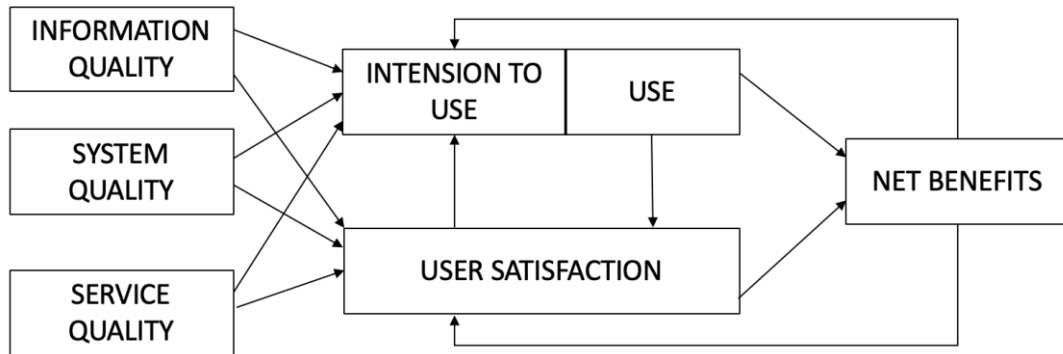 INFORMATION
QUALITY
INTENSION TO
USE
USE
SYSTEM
QUALITY
NET BENEFITS
USER SATISFACTION
SERVICE
QUALITY